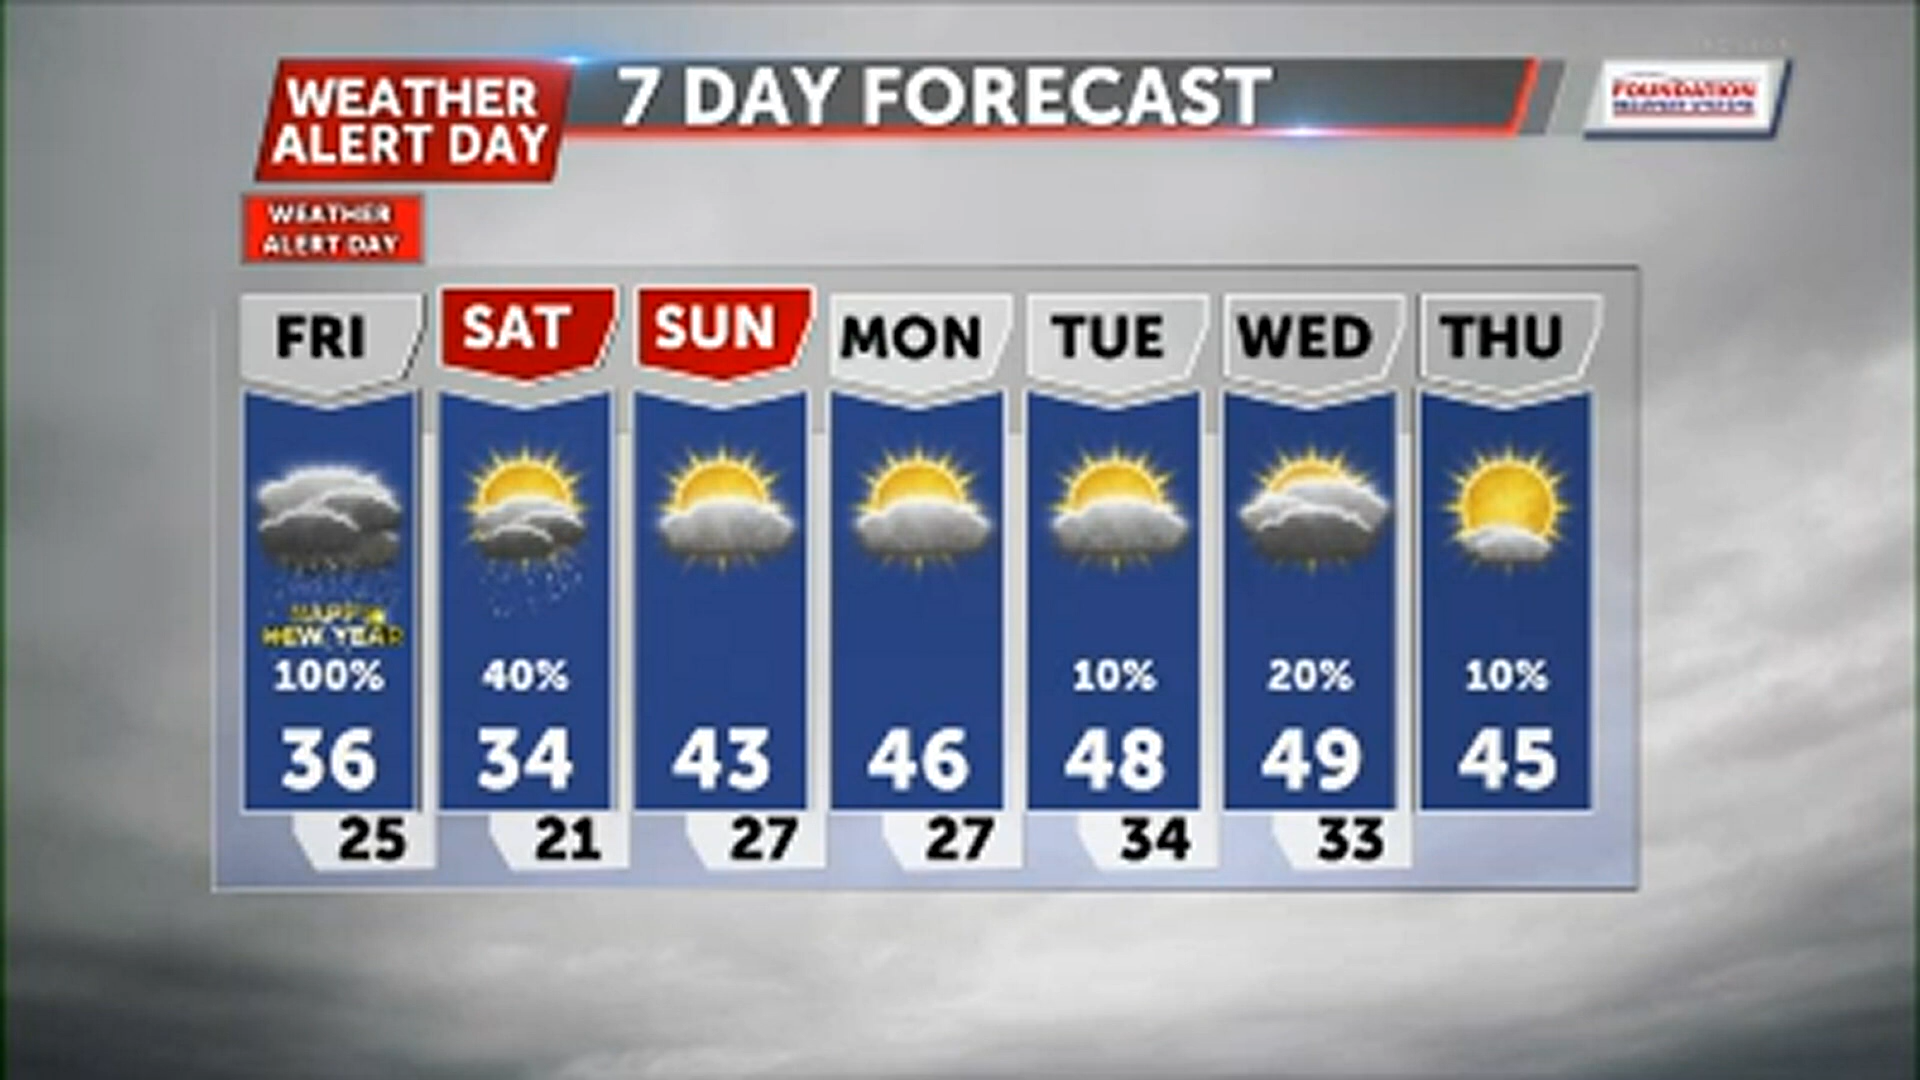 WEATHER
ALERT DAY
7 DAY FORECAST
FOUNDATION
WEATHER
ALERT DAY
FRI SAT SUN MON TUE WED THU
HAPPY
NEW YEAR
100% 40% 10% 20% 10%
36 34 43 46 48 49 45
25 21 27 27 34 33